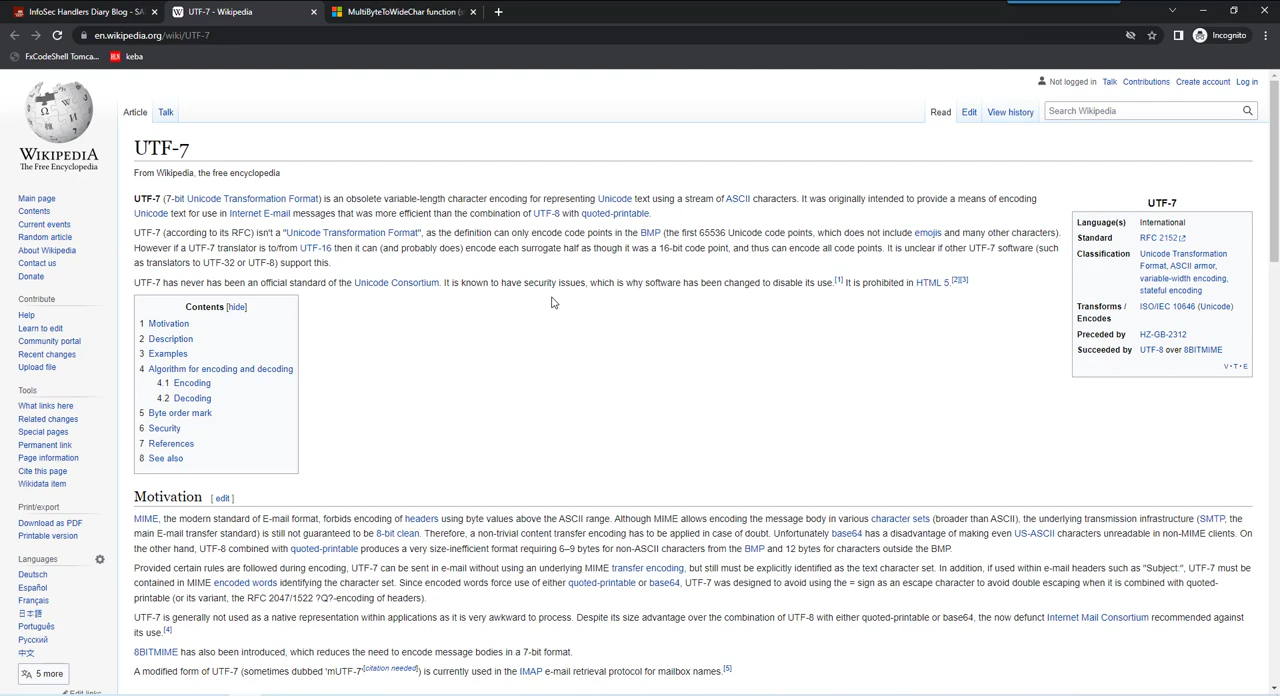 InfoSec Handlers Diary Blog - SA
UTF-7 - Wikipedia
MultiByteToWideChar function (s
en.wikipedia.org/wiki/UTF-7
Incognito
FxCodeShell Tomca...
keba
Not logged in Talk Contributions Create account Log in
Article Talk
Read Edit View history
Search Wikipedia
WIKIPEDIA
The Free Encyclopedia
Main page
Contents
Current events
Random article
About Wikipedia
Contact us
Donate
Contribute
Help
Learn to edit
Community portal
Recent changes
Upload file
Tools
What links here
Related changes
Special pages
Permanent link
Page information
Cite this page
Wikidata item
Print/export
Download as PDF
Printable version
Languages
Deutsch
Español
Français
日本語
Português
Русский
中文
5 more
Edit links
UTF-7
From Wikipedia, the free encyclopedia
UTF-7 (7-bit Unicode Transformation Format) is an obsolete variable-length character encoding for representing Unicode text using a stream of ASCII characters. It was originally intended to provide a means of encoding
Unicode text for use in Internet E-mail messages that was more efficient than the combination of UTF-8 with quoted-printable.
UTF-7 (according to its RFC) isn't a "Unicode Transformation Format", as the definition can only encode code points in the BMP (the first 65536 Unicode code points, which does not include emojis and many other characters).
However if a UTF-7 translator is to/from UTF-16 then it can (and probably does) encode each surrogate half as though it was a 16-bit code point, and thus can encode all code points. It is unclear if other UTF-7 software (such
as translators to UTF-32 or UTF-8) support this.
UTF-7 has never has been an official standard of the Unicode Consortium. It is known to have security issues, which is why software has been changed to disable its use.[1] It is prohibited in HTML 5.[2][3]
UTF-7
Language(s) International
Standard RFC 2152
Classification Unicode Transformation
Format, ASCII armor,
variable-width encoding,
stateful encoding
Transforms / ISO/IEC 10646 (Unicode)
Encodes
Preceded by HZ-GB-2312
Succeeded by UTF-8 over 8BITMIME
V·T·E
Contents [hide]
1 Motivation
2 Description
3 Examples
4 Algorithm for encoding and decoding
4.1 Encoding
4.2 Decoding
5 Byte order mark
6 Security
7 References
8 See also
Motivation [ edit ]
MIME, the modern standard of E-mail format, forbids encoding of headers using byte values above the ASCII range. Although MIME allows encoding the message body in various character sets (broader than ASCII), the underlying transmission infrastructure (SMTP, the
main E-mail transfer standard) is still not guaranteed to be 8-bit clean. Therefore, a non-trivial content transfer encoding has to be applied in case of doubt. Unfortunately base64 has a disadvantage of making even US-ASCII characters unreadable in non-MIME clients. On
the other hand, UTF-8 combined with quoted-printable produces a very size-inefficient format requiring 6–9 bytes for non-ASCII characters from the BMP and 12 bytes for characters outside the BMP.
Provided certain rules are followed during encoding, UTF-7 can be sent in e-mail without using an underlying MIME transfer encoding, but still must be explicitly identified as the text character set. In addition, if used within e-mail headers such as "Subject:", UTF-7 must be
contained in MIME encoded words identifying the character set. Since encoded words force use of either quoted-printable or base64, UTF-7 was designed to avoid using the = sign as an escape character to avoid double escaping when it is combined with quoted-
printable (or its variant, the RFC 2047/1522 ?Q?-encoding of headers).
UTF-7 is generally not used as a native representation within applications as it is very awkward to process. Despite its size advantage over the combination of UTF-8 with either quoted-printable or base64, the now defunct Internet Mail Consortium recommended against
its use.[4]
8BITMIME has also been introduced, which reduces the need to encode message bodies in a 7-bit format.
A modified form of UTF-7 (sometimes dubbed 'mUTF-7'[citation needed]) is currently used in the IMAP e-mail retrieval protocol for mailbox names.[5]